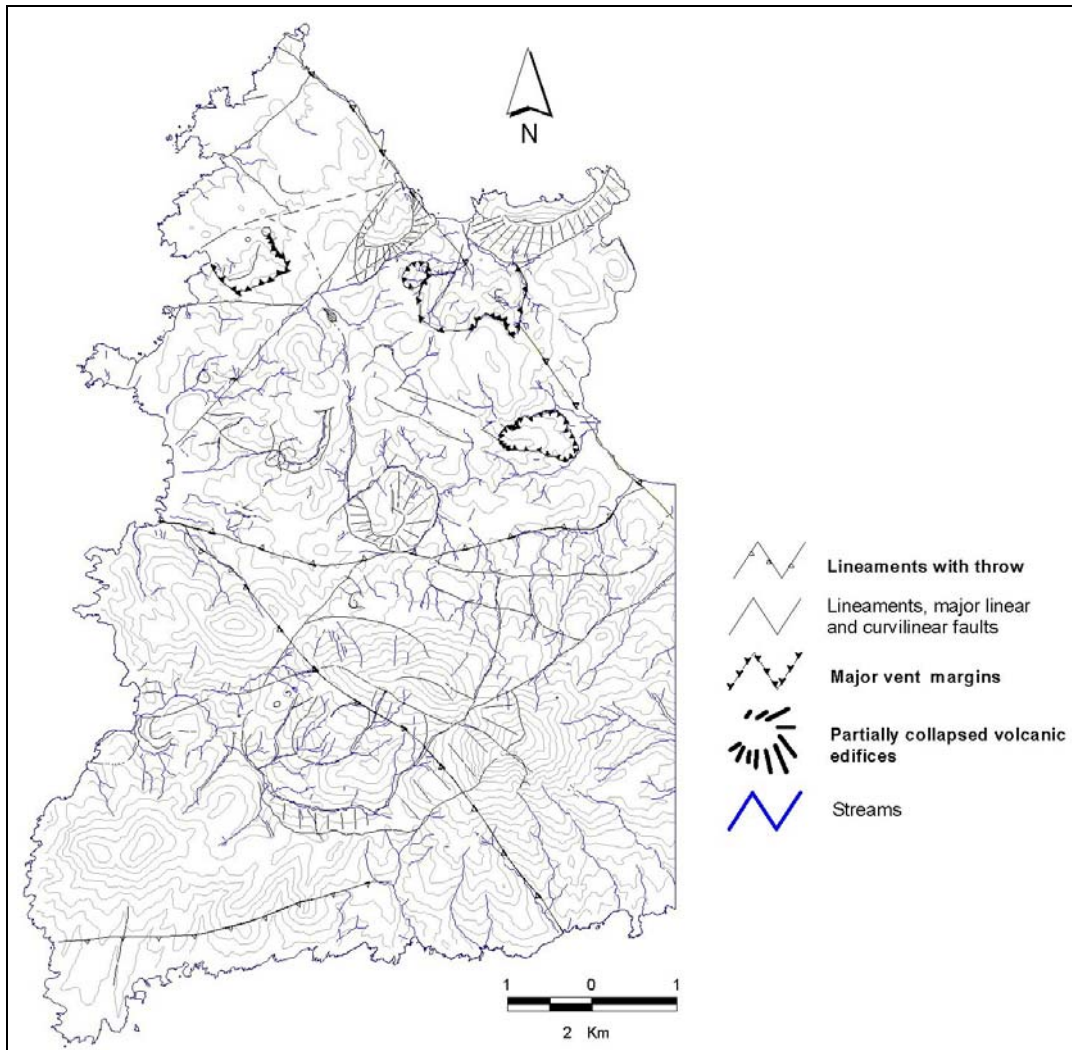 N
Lineaments with throw
Lineaments, major linear
and curvilinear faults
Major vent margins
Partially collapsed volcanic
edifices
Streams
1 0 1
2 Km